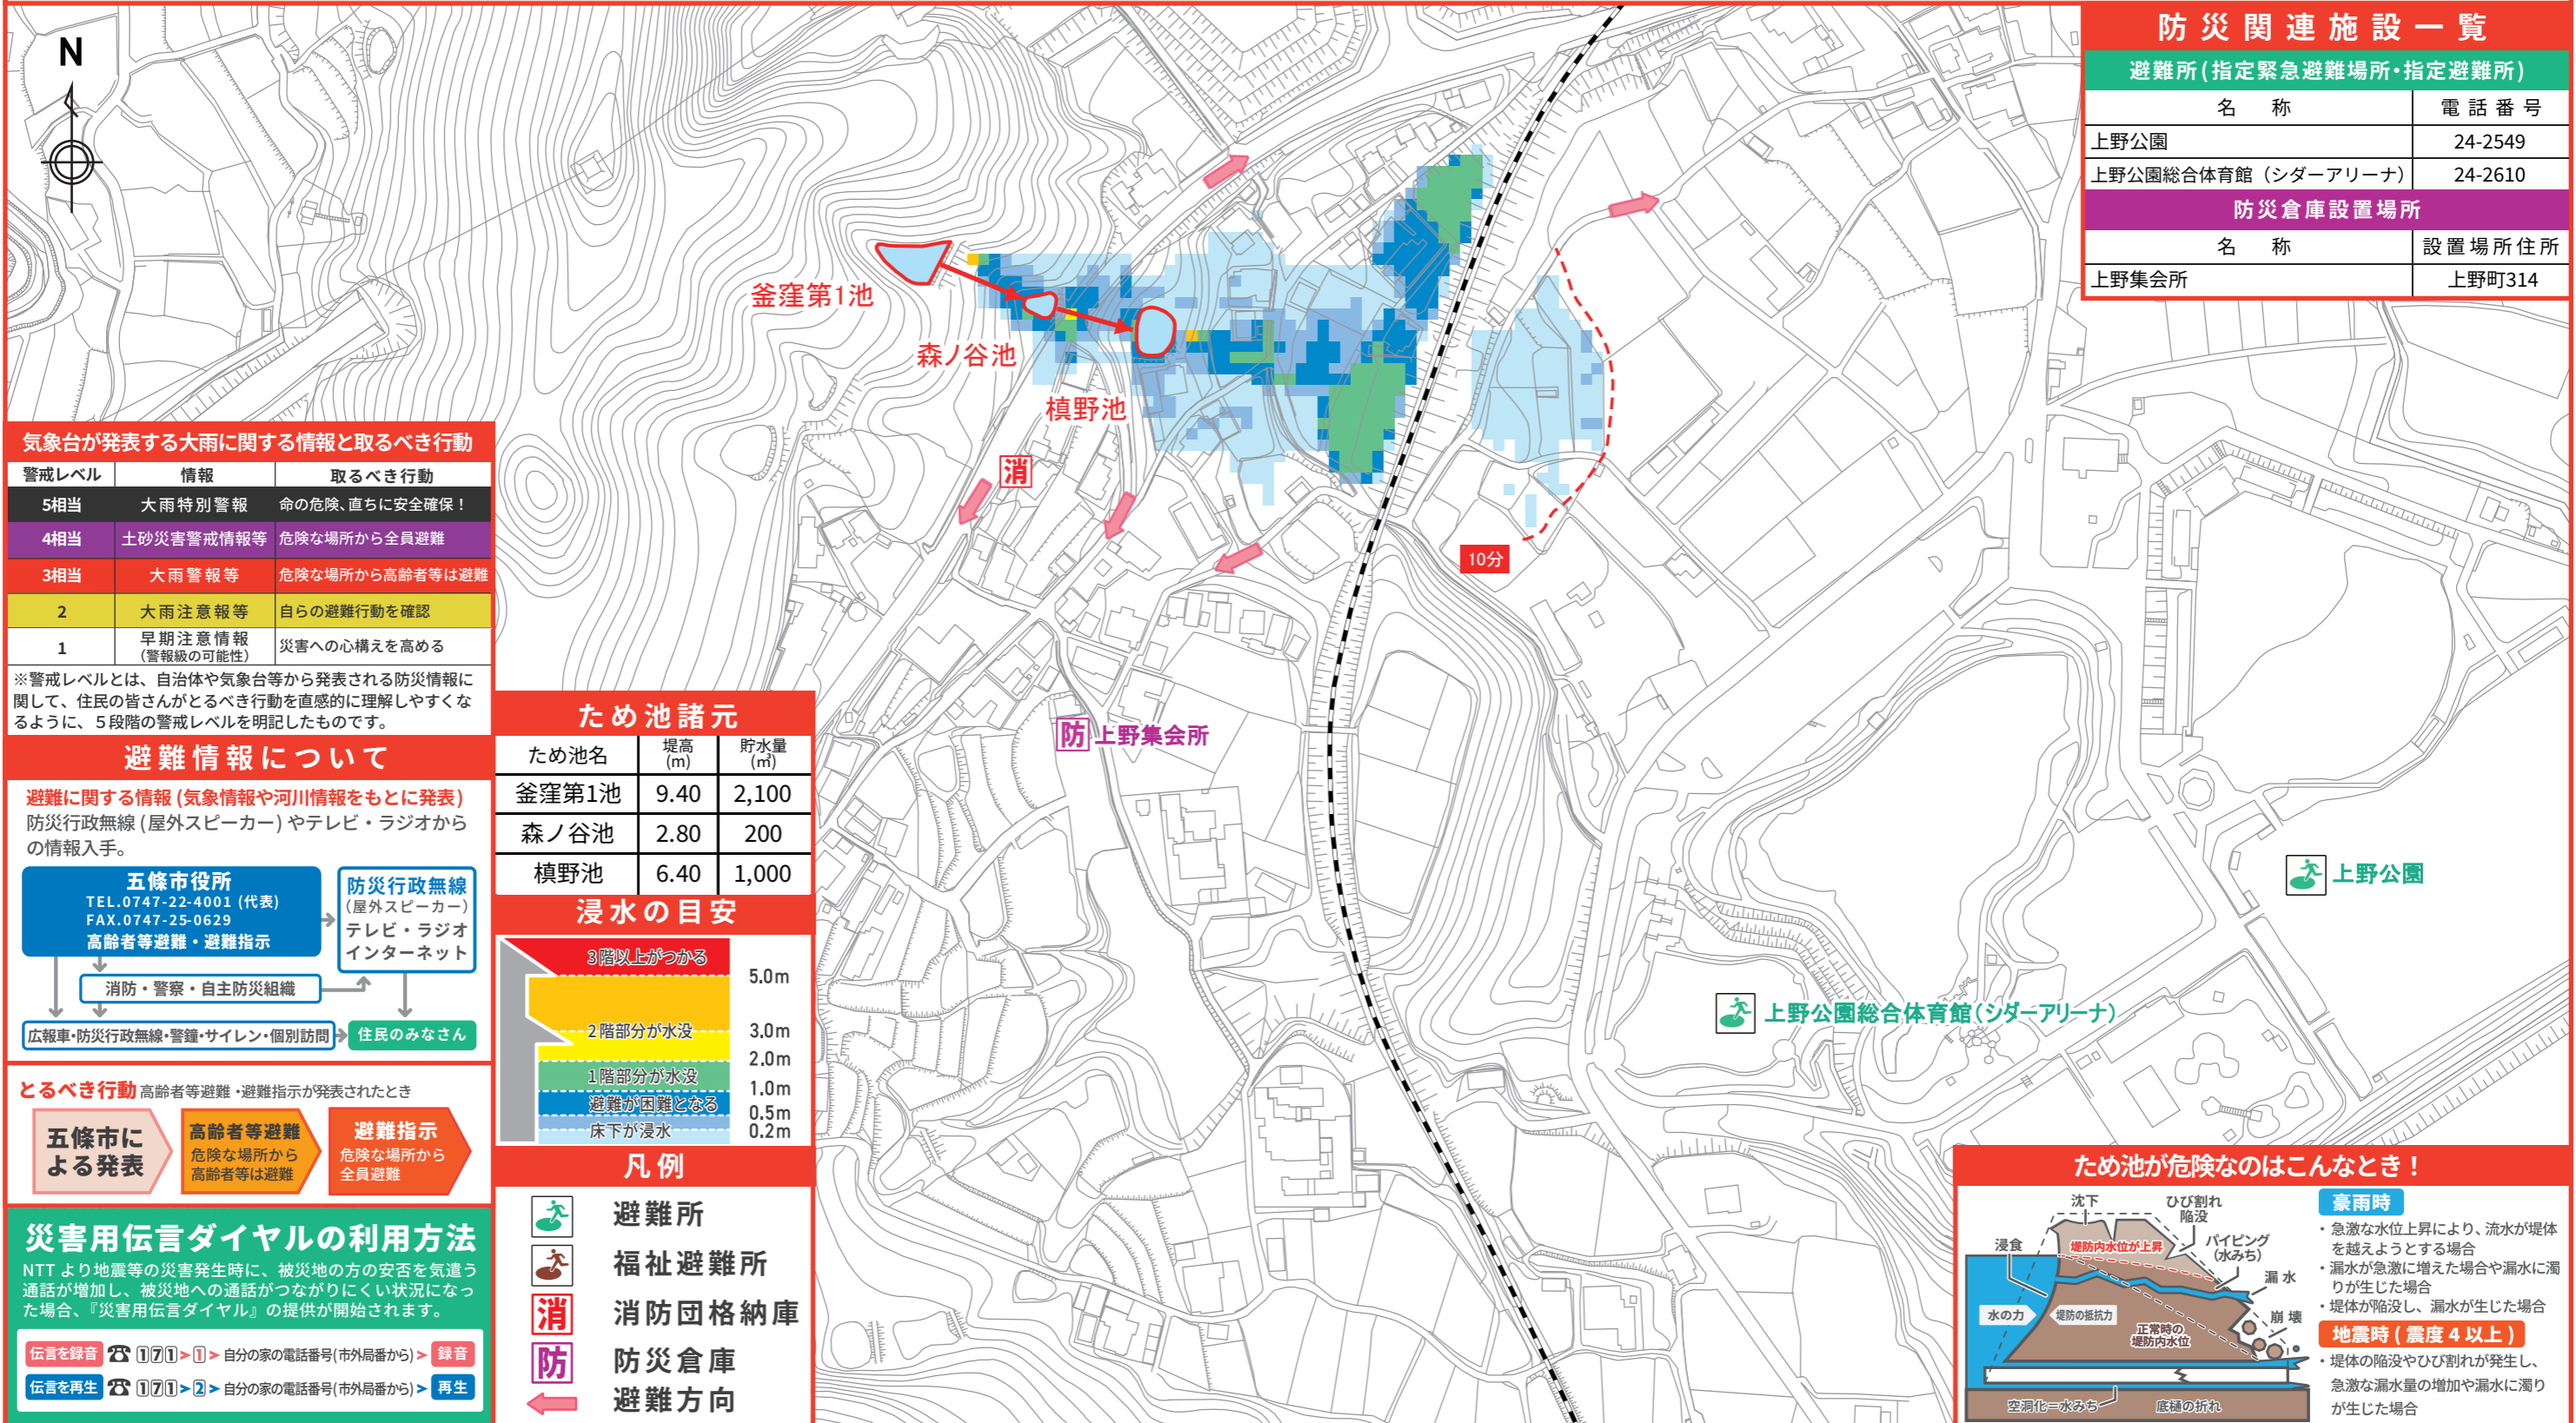 N
釜窪第1池
森ノ谷池
槙野池
消
10分
防 上野集会所
上野公園
上野公園総合体育館(シダーアリーナ)
防災関連施設一覧
避難所(指定緊急避難場所・指定避難所)
名 称 電話番号
上野公園 24-2549
上野公園総合体育館（シダーアリーナ） 24-2610
防災倉庫設置場所
名 称 設置場所住所
上野集会所 上野町314
気象台が発表する大雨に関する情報と取るべき行動
警戒レベル 情報 取るべき行動
5相当 大雨特別警報 命の危険、直ちに安全確保！
4相当 土砂災害警戒情報等 危険な場所から全員避難
3相当 大雨警報等 危険な場所から高齢者等は避難
2 大雨注意報等 自らの避難行動を確認
1 早期注意情報 災害への心構えを高める
（警報級の可能性）
※警戒レベルとは、自治体や気象台等から発表される防災情報に
関して、住民の皆さんがとるべき行動を直感的に理解しやすくな
るように、５段階の警戒レベルを明記したものです。
避難情報について
避難に関する情報 (気象情報や河川情報をもとに発表)
防災行政無線 (屋外スピーカー) やテレビ・ラジオから
の情報入手。
五條市役所
TEL.0747-22-4001 (代表)
FAX.0747-25-0629
高齢者等避難・避難指示
防災行政無線
（屋外スピーカー）
テレビ・ラジオ
インターネット
消防・警察・自主防災組織
広報車・防災行政無線・警鐘・サイレン・個別訪問
住民のみなさん
とるべき行動 高齢者等避難・避難指示が発表されたとき
五條市に
よる発表
高齢者等避難
危険な場所から
高齢者等は避難
避難指示
危険な場所から
全員避難
災害用伝言ダイヤルの利用方法
NTT より地震等の災害発生時に、被災地の方の安否を気遣う
通話が増加し、被災地への通話がつながりにくい状況になっ
た場合、『災害用伝言ダイヤル』の提供が開始されます。
伝言を録音 ☎ 171 > 1 > 自分の家の電話番号(市外局番から) > 録音
伝言を再生 ☎ 171 > 2 > 自分の家の電話番号(市外局番から) > 再生
ため池諸元
ため池名 堤高(m) 貯水量(㎥)
釜窪第1池 9.40 2,100
森ノ谷池 2.80 200
槙野池 6.40 1,000
浸水の目安
3階以上がつかる
5.0m
2階部分が水没
3.0m
2.0m
1階部分が水没
1.0m
避難が困難となる
0.5m
床下が浸水
0.2m
凡例
避難所
福祉避難所
消 消防団格納庫
防 防災倉庫
避難方向
ため池が危険なのはこんなとき！
沈下
ひび割れ
陥没
浸食
堤防内水位が上昇
パイピング
(水みち)
漏水
水の力
堤防の抵抗力
正常時の
堤防内水位
崩壊
空洞化＝水みち
底樋の折れ
豪雨時
・急激な水位上昇により、流水が堤体
を越えようとする場合
・漏水が急激に増えた場合や漏水に濁
りが生じた場合
・堤体が陥没し、漏水が生じた場合
地震時 ( 震度 4 以上 )
・堤体の陥没やひび割れが発生し、
急激な漏水量の増加や漏水に濁り
が生じた場合